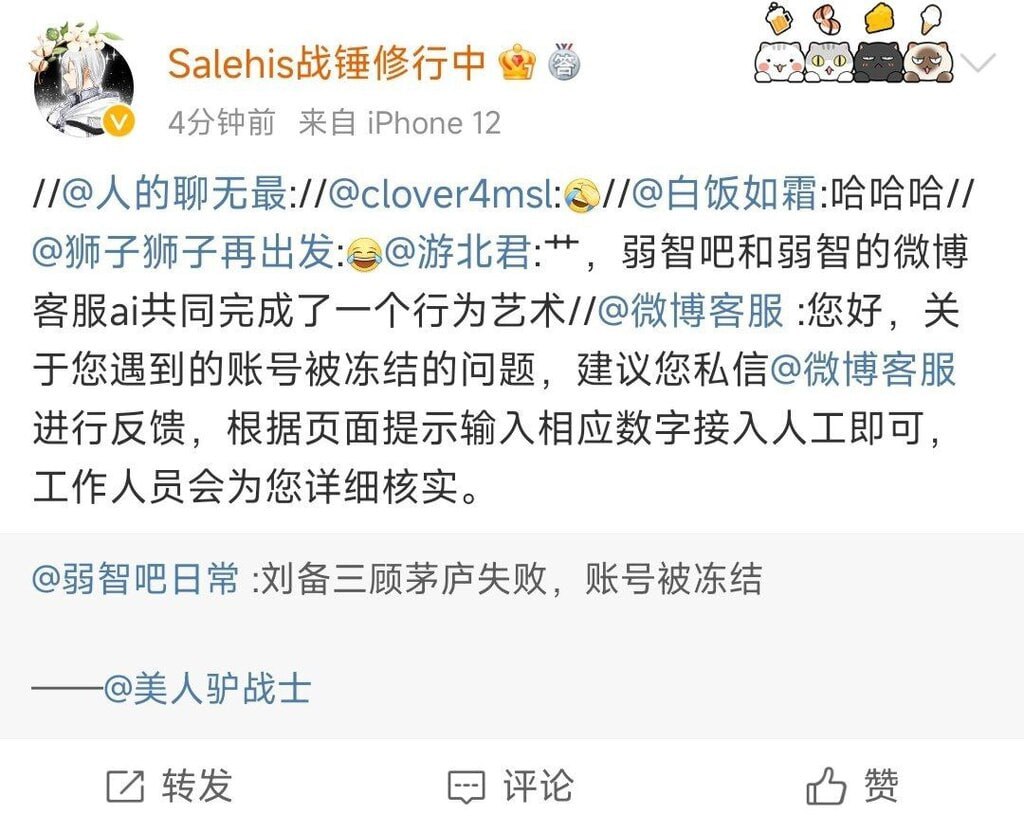 Salehis战锤修行中
答
4分钟前 来自 iPhone 12
//@人的聊无最://@clover4msl://@白饭如霜:哈哈哈//
@狮子狮子再出发:@游北君:艹，弱智吧和弱智的微博
客服ai共同完成了一个行为艺术//@微博客服 :您好，关
于您遇到的账号被冻结的问题，建议您私信@微博客服
进行反馈，根据页面提示输入相应数字接入人工即可，
工作人员会为您详细核实。
@弱智吧日常 :刘备三顾茅庐失败，账号被冻结
——@美人驴战士
转发
评论
赞